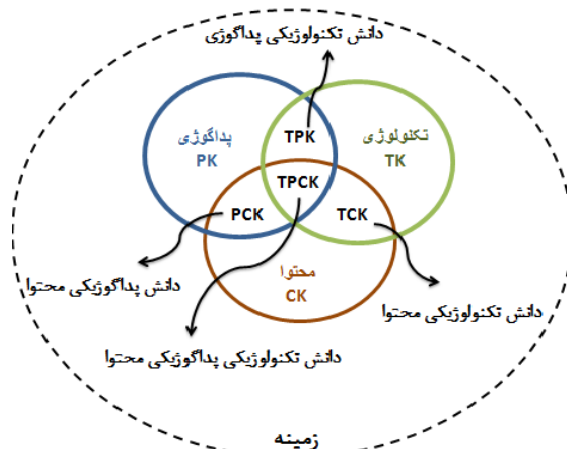 دانش تکنولوژیکی پداگوژی
پداگوژی
PK
TPK
تکنولوژی
TK
TPCK
PCK
TCK
محتوا
CK
دانش پداگوژیکی محتوا
دانش تکنولوژیکی محتوا
دانش تکنولوژیکی پداگوژیکی محتوا
زمینه